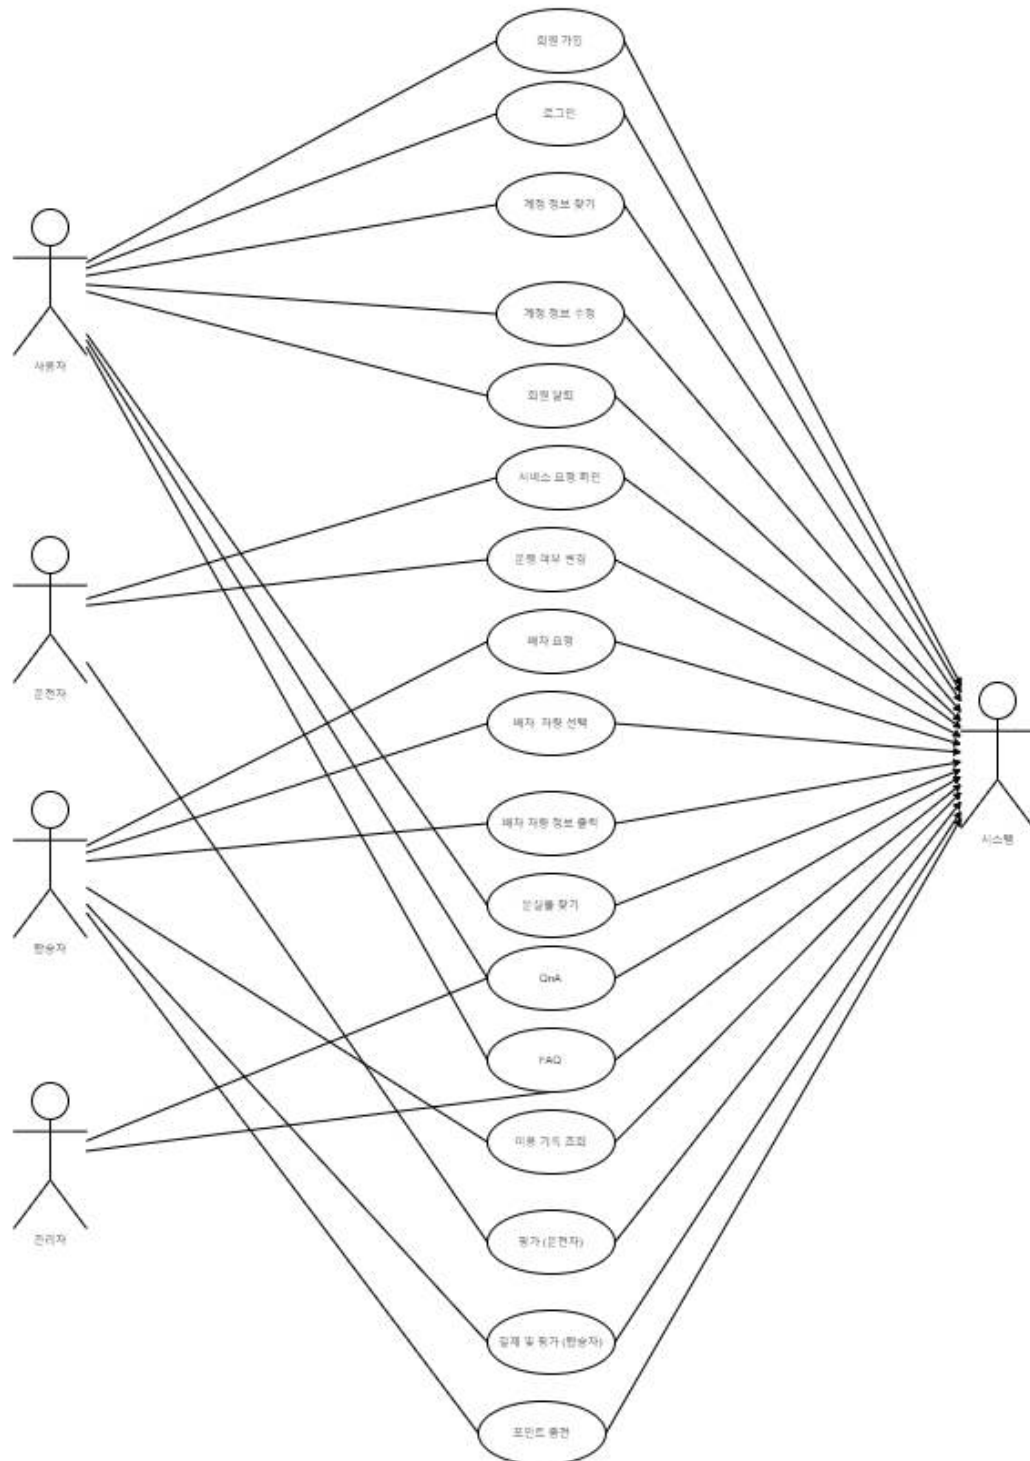 회원 가입
로그인
계정 정보 찾기
사용자
계정 정보 수정
회원 탈퇴
서비스 요청 확인
운행 여부 변경
운전자
배차 요청
배차 차량 선택
배차 차량 정보 출력
시스템
분실물 찾기
탑승자
QnA
FAQ
이용 기록 조회
관리자
평가 (운전자)
결제 및 평가 (탑승자)
포인트 충전